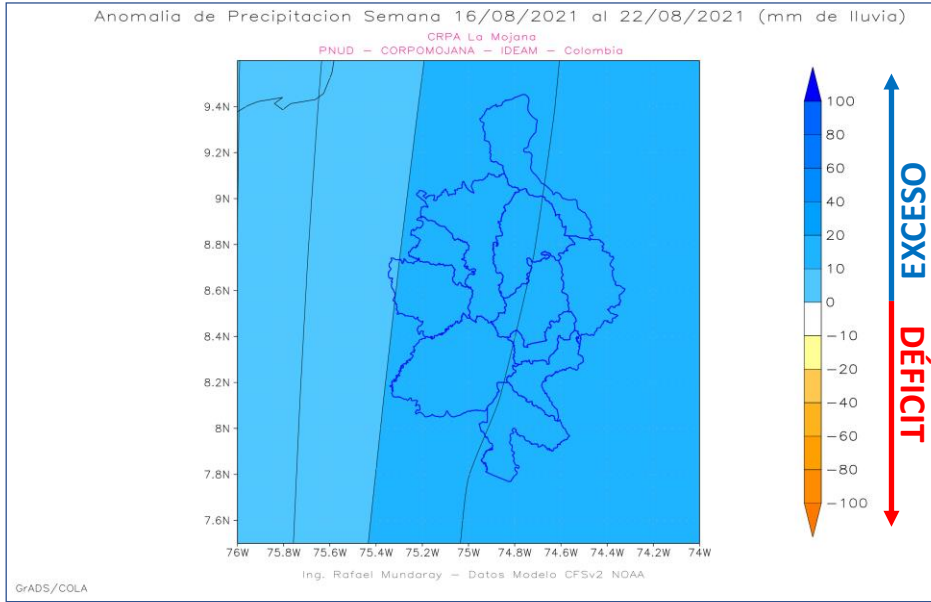 Anomalia de Precipitacion Semana 16/08/2021 al 22/08/2021 (mm de lluvia)
CRPA La Mojana
PNUD – CORPOMOJANA – IDEAM – Colombia
9.4N
9.2N
9N
8.8N
8.6N
8.4N
8.2N
8N
7.8N
7.6N
76W 75.8W 75.6W 75.4W 75.2W 75W 74.8W 74.6W 74.4W 74.2W 74W
100
80
60
40
20
10
0
−10
−20
−40
−60
−80
−100
EXCESO
DÉFICIT
Ing. Rafael Mundaray – Datos Modelo CFSv2 NOAA
GrADS/COLA